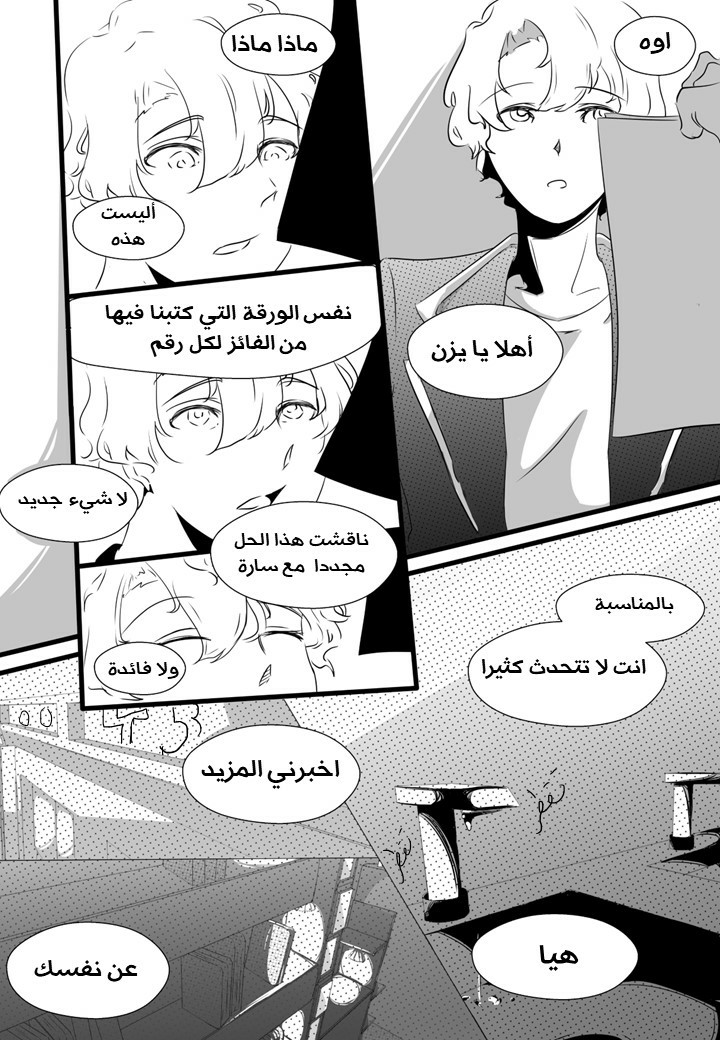 اوه
أهلا يا يزن
ماذا ماذا
أليست
هذه
نفس الورقة التي كتبنا فيها
من الفائز لكل رقم
لا شيء جديد
ناقشت هذا الحل
مجددا مع سارة
ولا فائدة
بالمناسبة
انت لا تتحدث كثيرا
اخبرني المزيد
تقطر
تقطر
هيا
عن نفسك